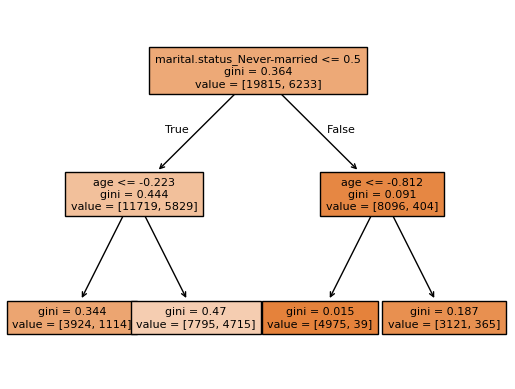 marital.status_Never-married <= 0.5
gini = 0.364
value = [19815, 6233]
True
False
age <= -0.223
gini = 0.444
value = [11719, 5829]
age <= -0.812
gini = 0.091
value = [8096, 404]
gini = 0.344
value = [3924, 1114]
gini = 0.47
value = [7795, 4715]
gini = 0.015
value = [4975, 39]
gini = 0.187
value = [3121, 365]